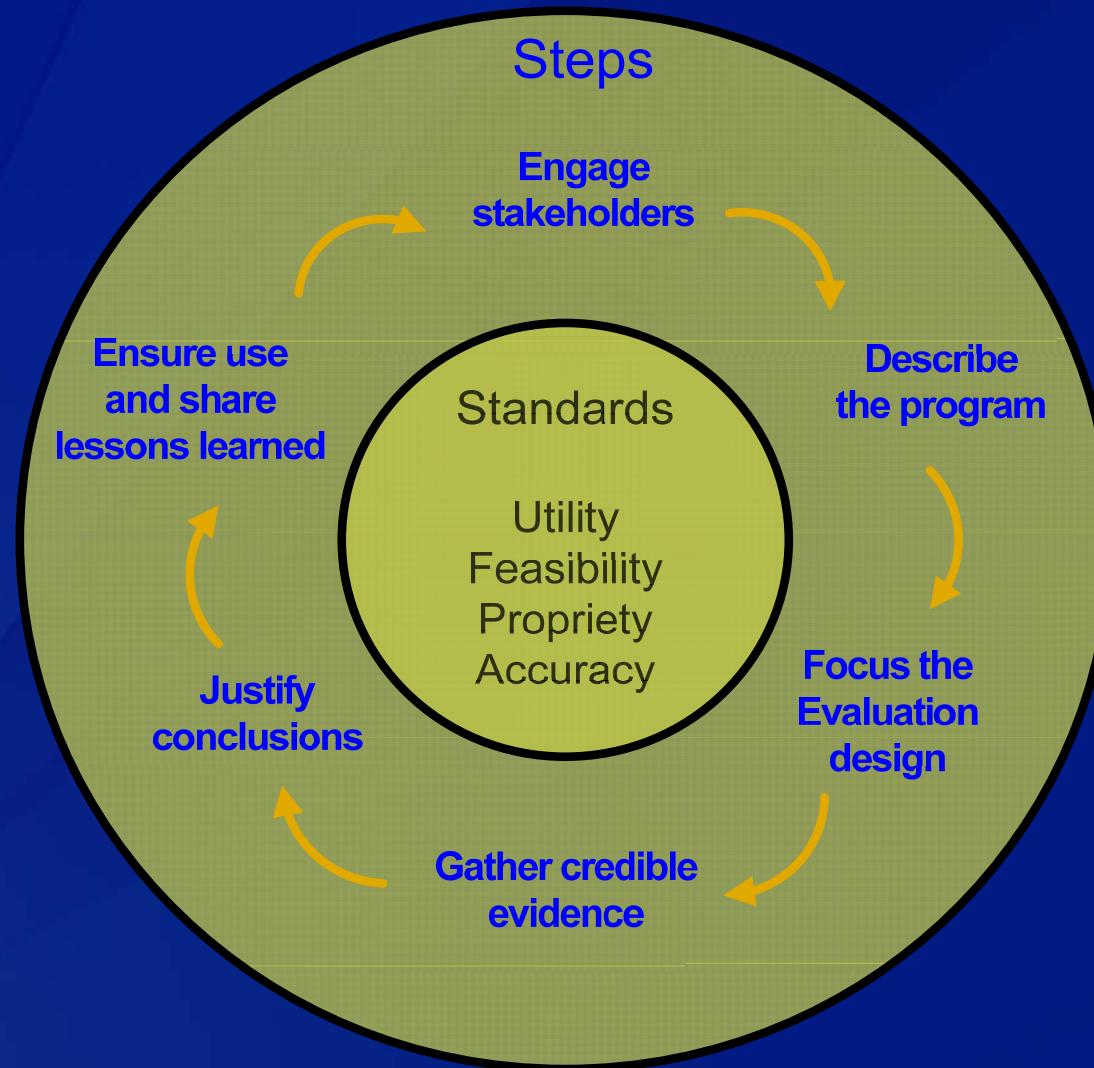 Steps
Engage
stakeholders
Describe
the program
Focus the
Evaluation
design
Gather credible
evidence
Justify
conclusions
Ensure use
and share
lessons learned
Standards
Utility
Feasibility
Propriety
Accuracy